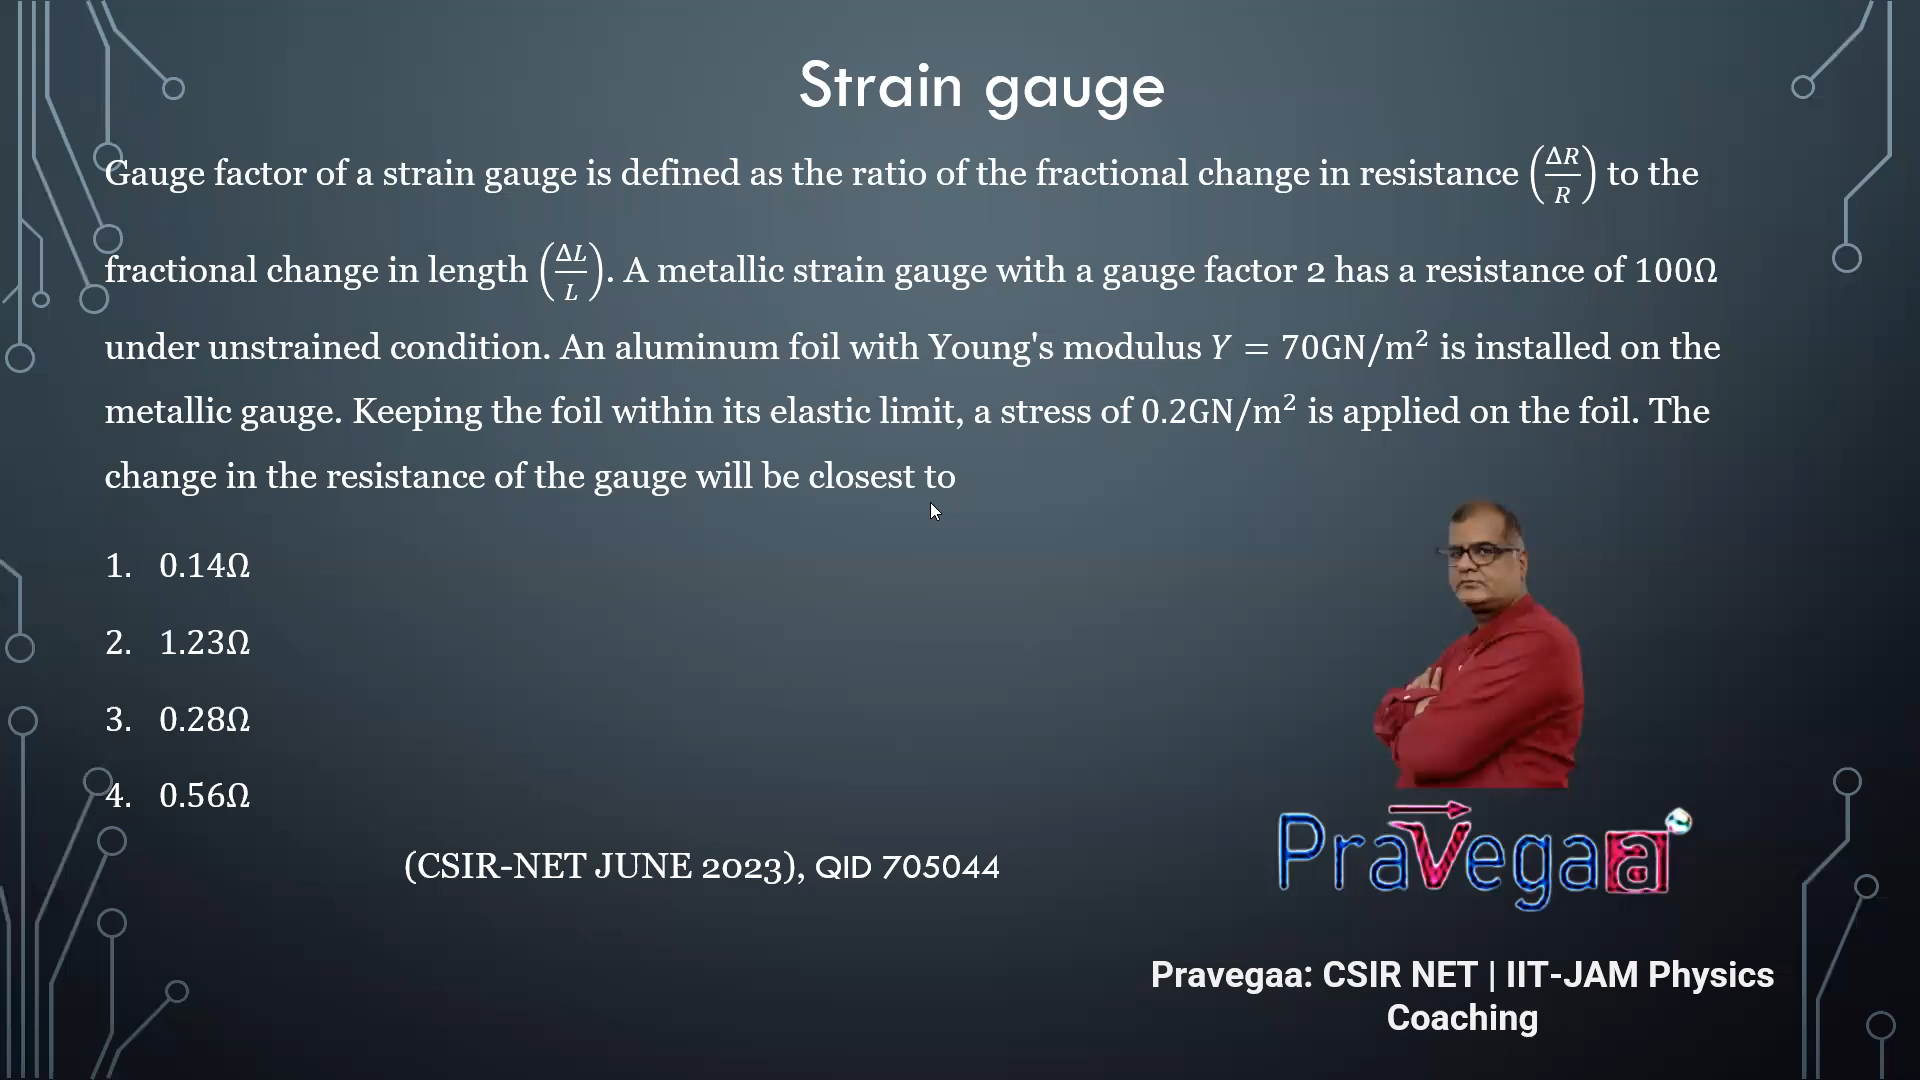 Strain gauge
Gauge factor of a strain gauge is defined as the ratio of the fractional change in resistance (ΔR/R) to the
fractional change in length (ΔL/L). A metallic strain gauge with a gauge factor 2 has a resistance of 100Ω
under unstrained condition. An aluminum foil with Young's modulus Y = 70GN/m² is installed on the
metallic gauge. Keeping the foil within its elastic limit, a stress of 0.2GN/m² is applied on the foil. The
change in the resistance of the gauge will be closest to
1. 0.14Ω
2. 1.23Ω
3. 0.28Ω
4. 0.56Ω
(CSIR-NET JUNE 2023), QID 705044
Pravegaa
Pravegaa: CSIR NET | IIT-JAM Physics
Coaching